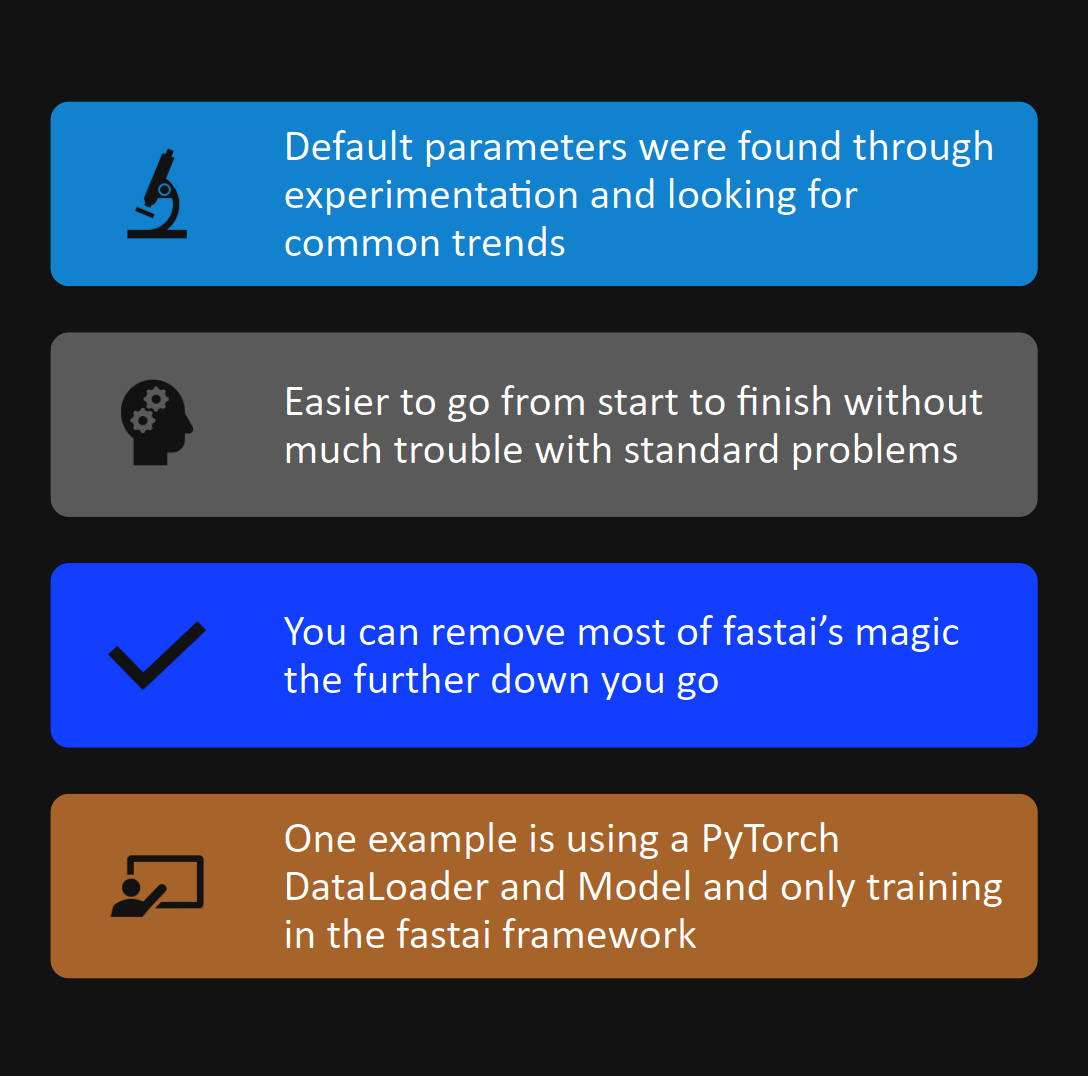 Default parameters were found through
experimentation and looking for
common trends
Easier to go from start to finish without
much trouble with standard problems
You can remove most of fastai’s magic
the further down you go
One example is using a PyTorch
DataLoader and Model and only training
in the fastai framework